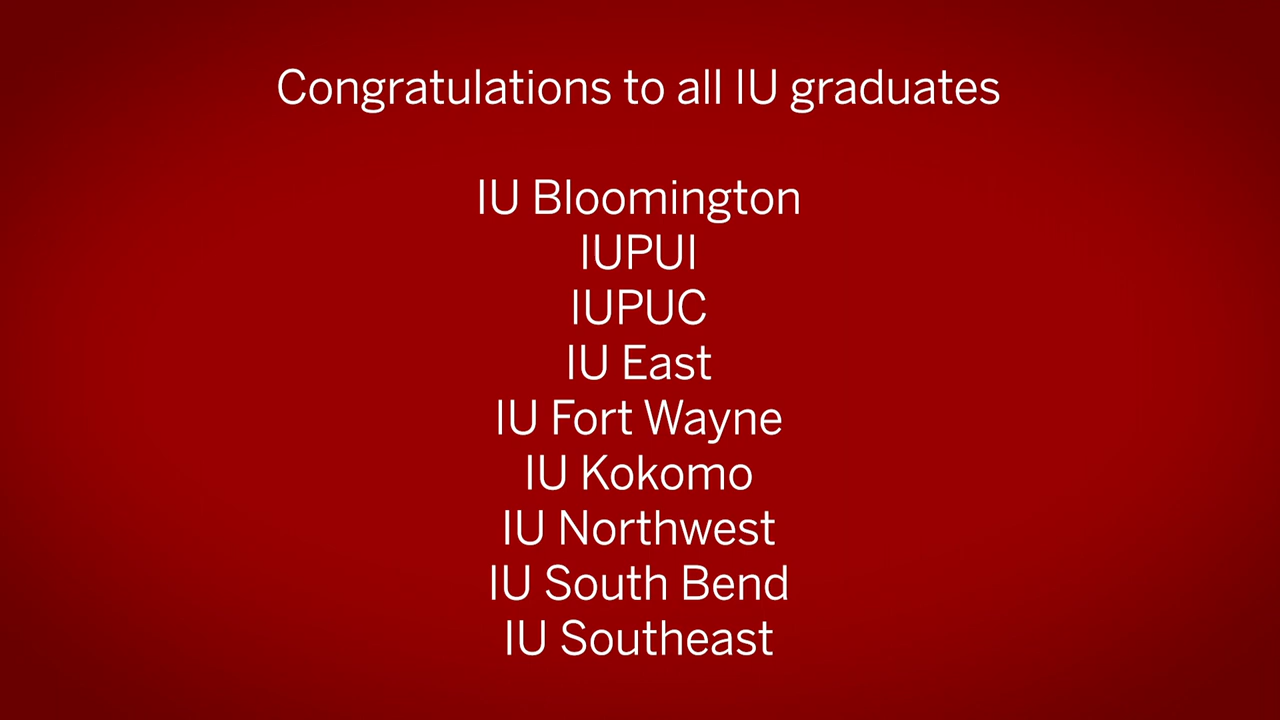 Congratulations to all IU graduates
IU Bloomington
IUPUI
IUPUC
IU East
IU Fort Wayne
IU Kokomo
IU Northwest
IU South Bend
IU Southeast